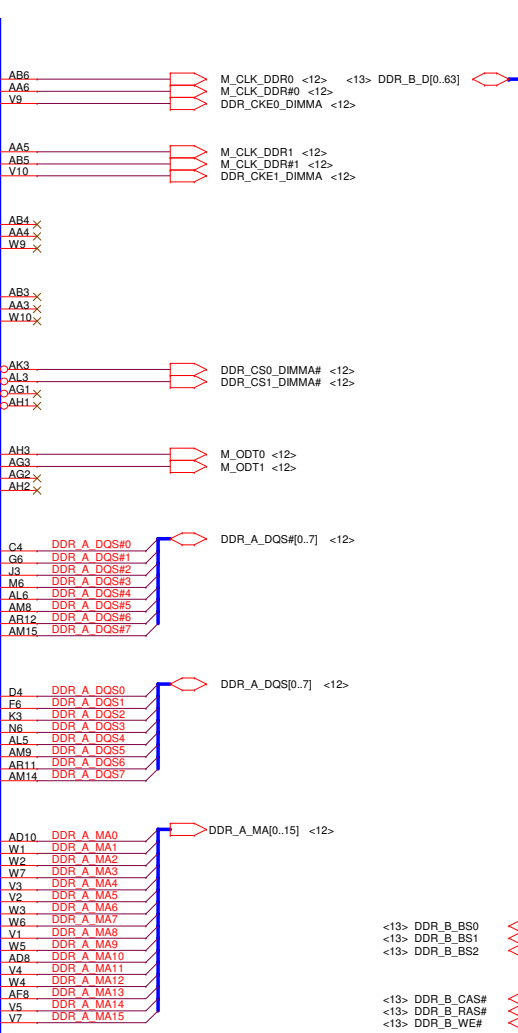 AB6 M_CLK_DDR0 <12> <13> DDR_B_D[0..63]
AA6 M_CLK_DDR#0 <12>
V9 DDR_CKE0_DIMMA <12>
AA5 M_CLK_DDR1 <12>
AB5 M_CLK_DDR#1 <12>
V10 DDR_CKE1_DIMMA <12>
AB4
AA4
W9
AB3
AA3
W10
AK3 DDR_CS0_DIMMA# <12>
AL3 DDR_CS1_DIMMA# <12>
AG1
AH1
AH3 M_ODT0 <12>
AG3 M_ODT1 <12>
AG2
AH2
DDR_A_DQS#[0..7] <12>
C4 DDR_A_DQS#0
G6 DDR_A_DQS#1
J3 DDR_A_DQS#2
M6 DDR_A_DQS#3
AL6 DDR_A_DQS#4
AM8 DDR_A_DQS#5
AR12 DDR_A_DQS#6
AM15 DDR_A_DQS#7
DDR_A_DQS[0..7] <12>
D4 DDR_A_DQS0
F6 DDR_A_DQS1
K3 DDR_A_DQS2
N6 DDR_A_DQS3
AL5 DDR_A_DQS4
AM9 DDR_A_DQS5
AR11 DDR_A_DQS6
AM14 DDR_A_DQS7
DDR_A_MA[0..15] <12>
AD10 DDR_A_MA0
W1 DDR_A_MA1
W2 DDR_A_MA2
W7 DDR_A_MA3
V3 DDR_A_MA4
V2 DDR_A_MA5
W3 DDR_A_MA6
W6 DDR_A_MA7
V1 DDR_A_MA8
W5 DDR_A_MA9
AD8 DDR_A_MA10
V4 DDR_A_MA11
W4 DDR_A_MA12
AF8 DDR_A_MA13
V5 DDR_A_MA14
V7 DDR_A_MA15
<13> DDR_B_BS0
<13> DDR_B_BS1
<13> DDR_B_BS2
<13> DDR_B_CAS#
<13> DDR_B_RAS#
<13> DDR_B_WE#